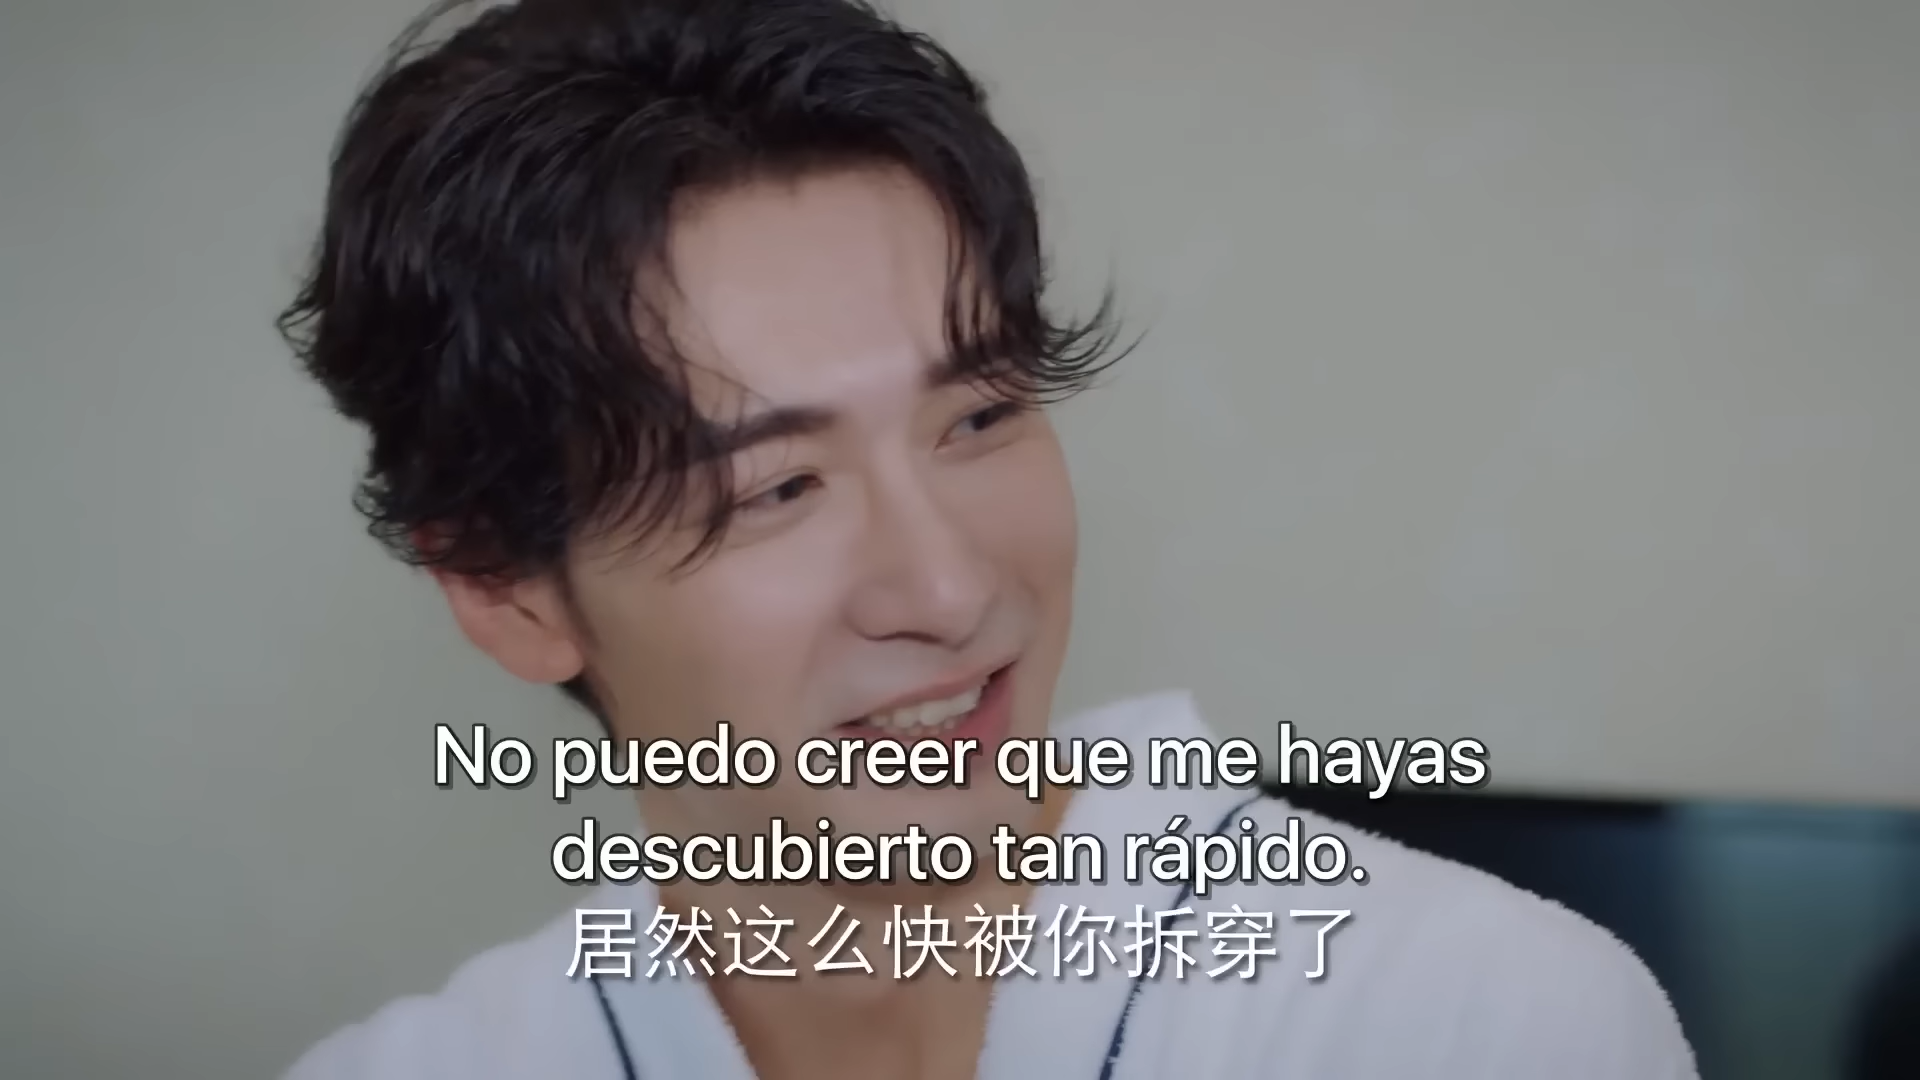 No puedo creer que me hayas
descubierto tan rápido.
居然这么快被你拆穿了